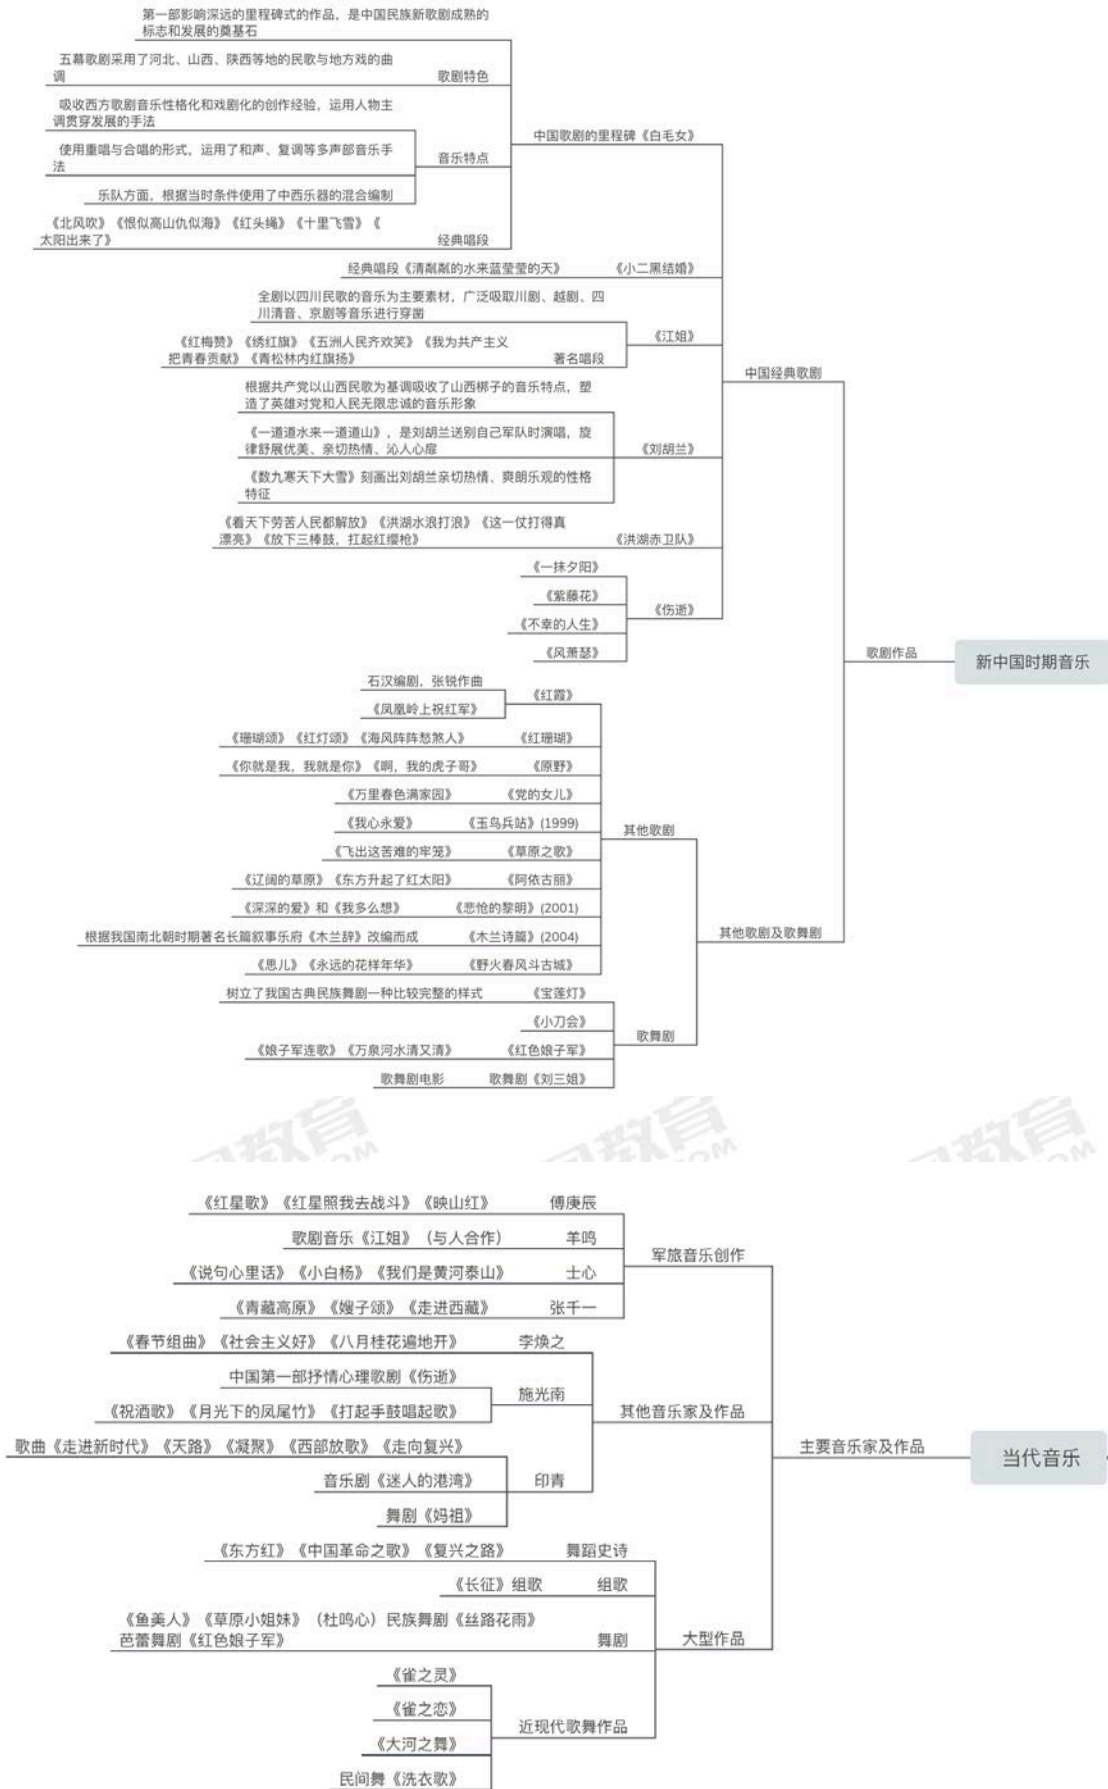 第一部影响深远的里程碑式的作品，是中国民族新歌剧成熟的
标志和发展的奠基石
五幕歌剧采用了河北、山西、陕西等地的民歌与地方戏的曲
调
歌剧特色
吸收西方歌剧音乐性格化和戏剧化的创作经验，运用人物主
调贯穿发展的手法
中国歌剧的里程碑《白毛女》
使用重唱与合唱的形式，运用了和声、复调等多声部音乐手
法
音乐特点
乐队方面，根据当时条件使用了中西乐器的混合编制
《北风吹》《恨似高山仇似海》《红头绳》《十里飞雪》《
太阳出来了》
经典唱段
经典唱段《清粼粼的水来蓝莹莹的天》
《小二黑结婚》
全剧以四川民歌的音乐为主要素材，广泛吸取川剧、越剧、四
川清音、京剧等音乐进行穿凿
《江姐》
《红梅赞》《绣红旗》《五洲人民齐欢笑》《我为共产主义
把青春贡献》《青松林内红旗扬》
著名唱段
中国经典歌剧
根据共产党以山西民歌为基调吸收了山西梆子的音乐特点，塑
造了英雄对党和人民无限忠诚的音乐形象
《一道道水来一道道山》，是刘胡兰送别自己军队时演唱，旋
律舒展优美、亲切热情、沁人心扉
《刘胡兰》
《数九寒天下大雪》刻画出刘胡兰亲切热情、爽朗乐观的性格
特征
《看天下劳苦人民都解放》《洪湖水浪打浪》《这一仗打得真
漂亮》《放下三棒鼓，扛起红缨枪》
《洪湖赤卫队》
《一抹夕阳》
《紫藤花》
《伤逝》
《不幸的人生》
《风萧瑟》
歌剧作品
新中国时期音乐
石汉编剧，张锐作曲
《红霞》
《凤凰岭上祝红军》
《珊瑚颂》《红灯颂》《海风阵阵愁煞人》
《红珊瑚》
《你就是我，我就是你》《啊，我的虎子哥》
《原野》
《万里春色满家园》
《党的女儿》
《我心永爱》
《玉鸟兵站》(1999)
其他歌剧
《飞出这苦难的牢笼》
《草原之歌》
《辽阔的草原》《东方升起了红太阳》
《阿依古丽》
《深深的爱》和《我多么想》
《悲怆的黎明》(2001)
根据我国南北朝时期著名长篇叙事乐府《木兰辞》改编而成
《木兰诗篇》(2004)
其他歌剧及歌舞剧
《思儿》《永远的花样年华》
《野火春风斗古城》
树立了我国古典民族舞剧一种比较完整的样式
《宝莲灯》
《小刀会》
歌舞剧
《娘子军连歌》《万泉河水清又清》
《红色娘子军》
歌舞剧电影
歌舞剧《刘三姐》
教育
教育
教育
《红星歌》《红星照我去战斗》《映山红》
傅庚辰
歌剧音乐《江姐》（与人合作）
羊鸣
军旅音乐创作
《说句心里话》《小白杨》《我们是黄河泰山》
士心
《青藏高原》《嫂子颂》《走进西藏》
张千一
《春节组曲》《社会主义好》《八月桂花遍地开》
李焕之
中国第一部抒情心理歌剧《伤逝》
施光南
《祝酒歌》《月光下的凤尾竹》《打起手鼓唱起歌》
其他音乐家及作品
歌曲《走进新时代》《天路》《凝聚》《西部放歌》《走向复兴》
音乐剧《迷人的港湾》
印青
舞剧《妈祖》
主要音乐家及作品
当代音乐
《东方红》《中国革命之歌》《复兴之路》
舞蹈史诗
《长征》组歌
组歌
《鱼美人》《草原小姐妹》（杜鸣心）民族舞剧《丝路花雨》
芭蕾舞剧《红色娘子军》
舞剧
大型作品
《雀之灵》
《雀之恋》
近现代歌舞作品
《大河之舞》
民间舞《洗衣歌》